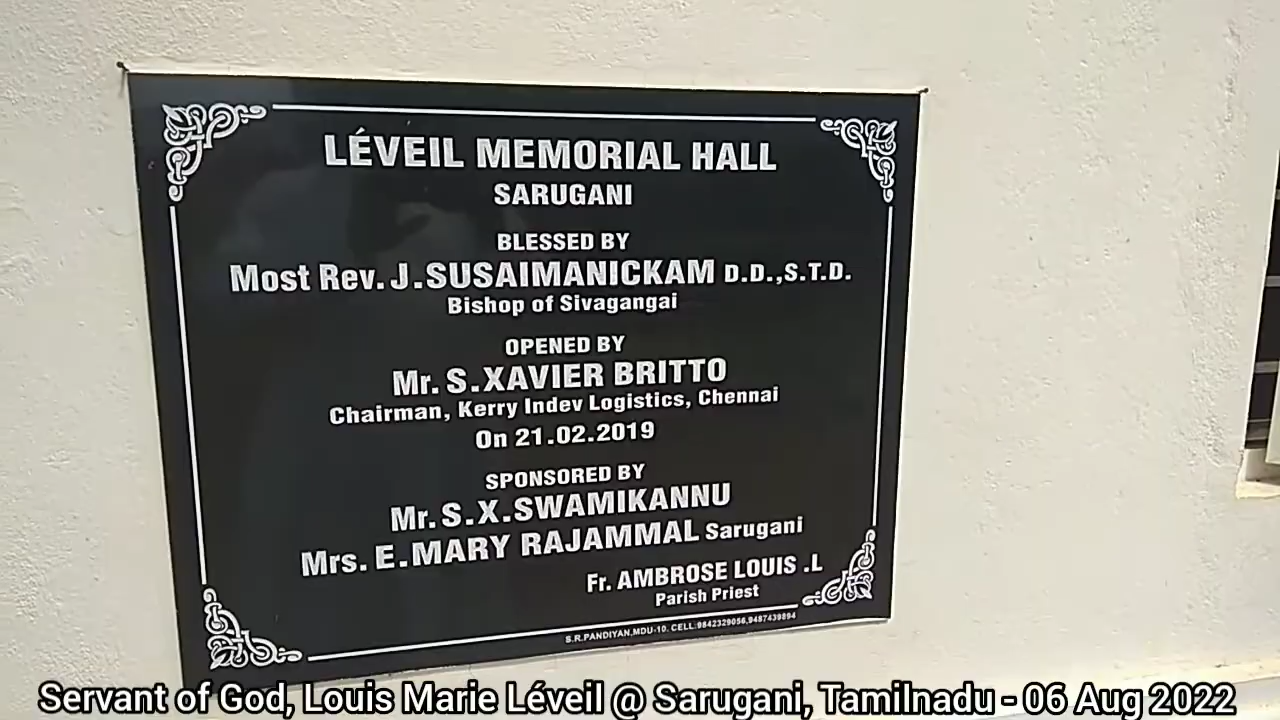 LÉVEIL MEMORIAL HALL
SARUGANI
BLESSED BY
Most Rev. J.SUSAIMANICKAM D.D.,S.T.D.
Bishop of Sivagangai
OPENED BY
Mr. S.XAVIER BRITTO
Chairman, Kerry Indev Logistics, Chennai
On 21.02.2019
SPONSORED BY
Mr. S.X.SWAMIKANNU
Mrs. E.MARY RAJAMMAL Sarugani
Fr. AMBROSE LOUIS .L
Parish Priest
S.R.PANDIYAN,MDU-10. CELL:9842329056,9487439894
Servant of God, Louis Marie Léveil @ Sarugani, Tamilnadu - 06 Aug 2022